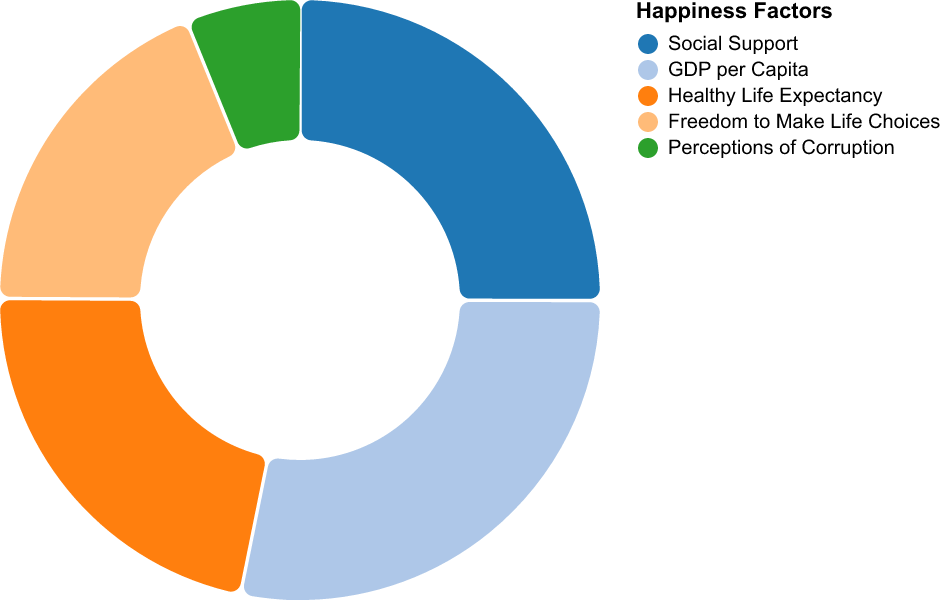 Happiness Factors
Social Support
GDP per Capita
Healthy Life Expectancy
Freedom to Make Life Choices
Perceptions of Corruption